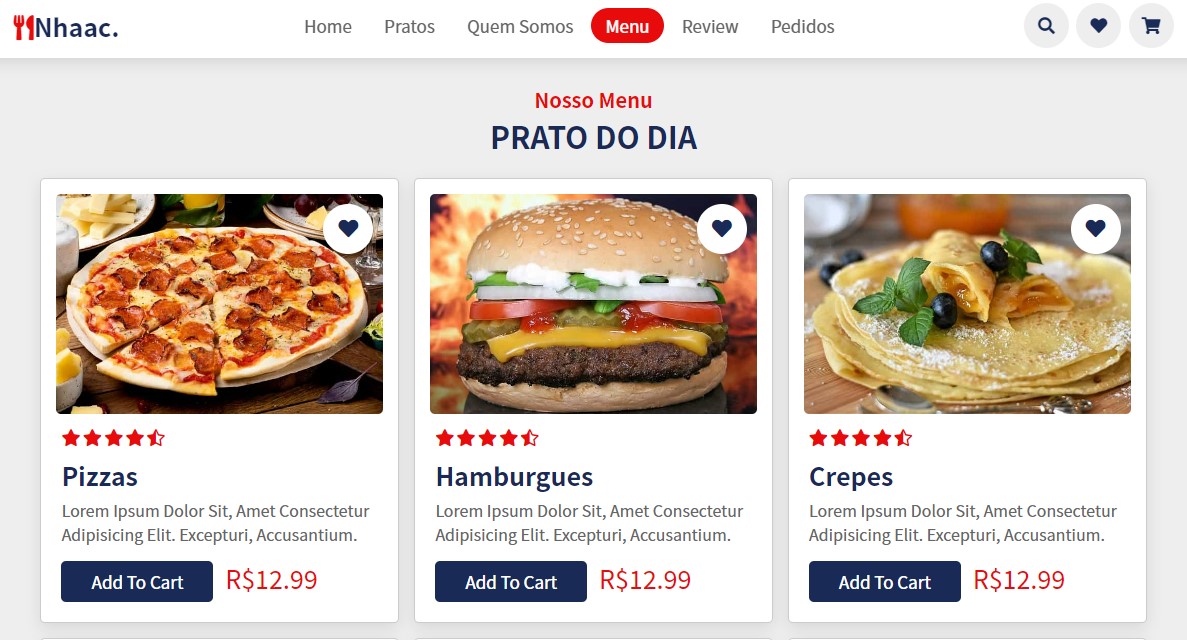 Nhaac.
Home Pratos Quem Somos Menu Review Pedidos
Nosso Menu
PRATO DO DIA
Pizzas
Lorem Ipsum Dolor Sit, Amet Consectetur
Adipisicing Elit. Excepturi, Accusantium.
Add To Cart R$12.99
Hamburgues
Lorem Ipsum Dolor Sit, Amet Consectetur
Adipisicing Elit. Excepturi, Accusantium.
Add To Cart R$12.99
Crepes
Lorem Ipsum Dolor Sit, Amet Consectetur
Adipisicing Elit. Excepturi, Accusantium.
Add To Cart R$12.99